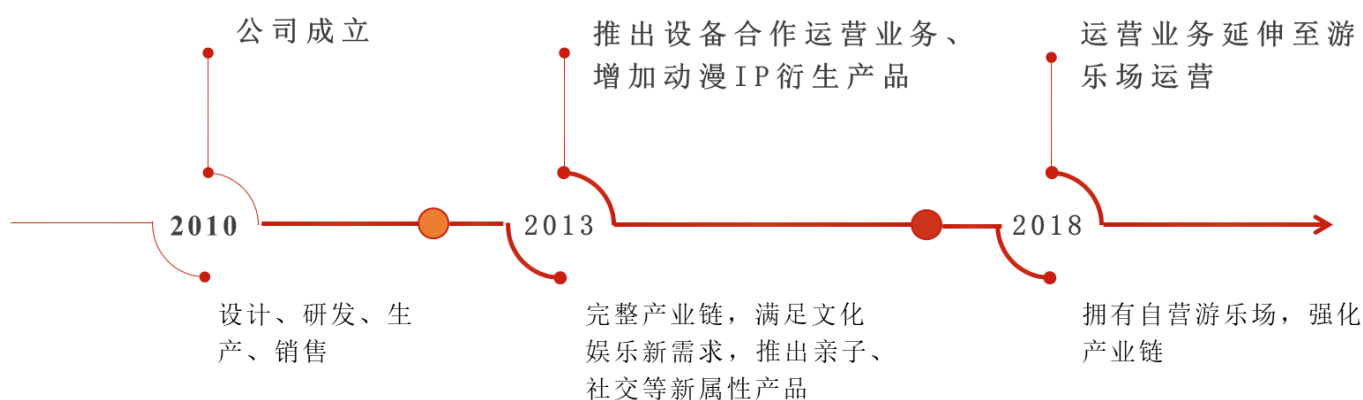 公司成立
推出设备合作运营业务、
增加动漫IP衍生产品
运营业务延伸至游
乐场运营
2010
2013
2018
设计、研发、生
产、销售
完整产业链，满足文化
娱乐新需求，推出亲子、
社交等新属性产品
拥有自营游乐场，强化
产业链